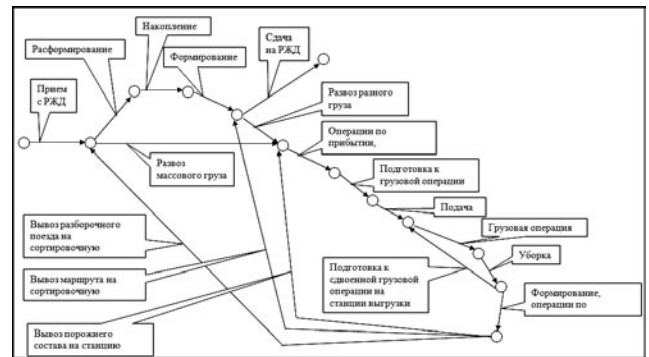 Накопление
Расформирование
Формирование
Сдача
на РЖД
Прием
с РЖД
Развоз разного
груза
Операции по
прибытии,
Развоз
массового груза
Подготовка к
грузовой операции
Подача
Вывоз разборочного
поезда на
сортировочную
Грузовая операция
Уборка
Вывоз маршрута на
сортировочную
Подготовка к
сдвоенной грузовой
операции на
станции выгрузки
Формирование,
операции по
Вывоз порожнего
состава на станцию